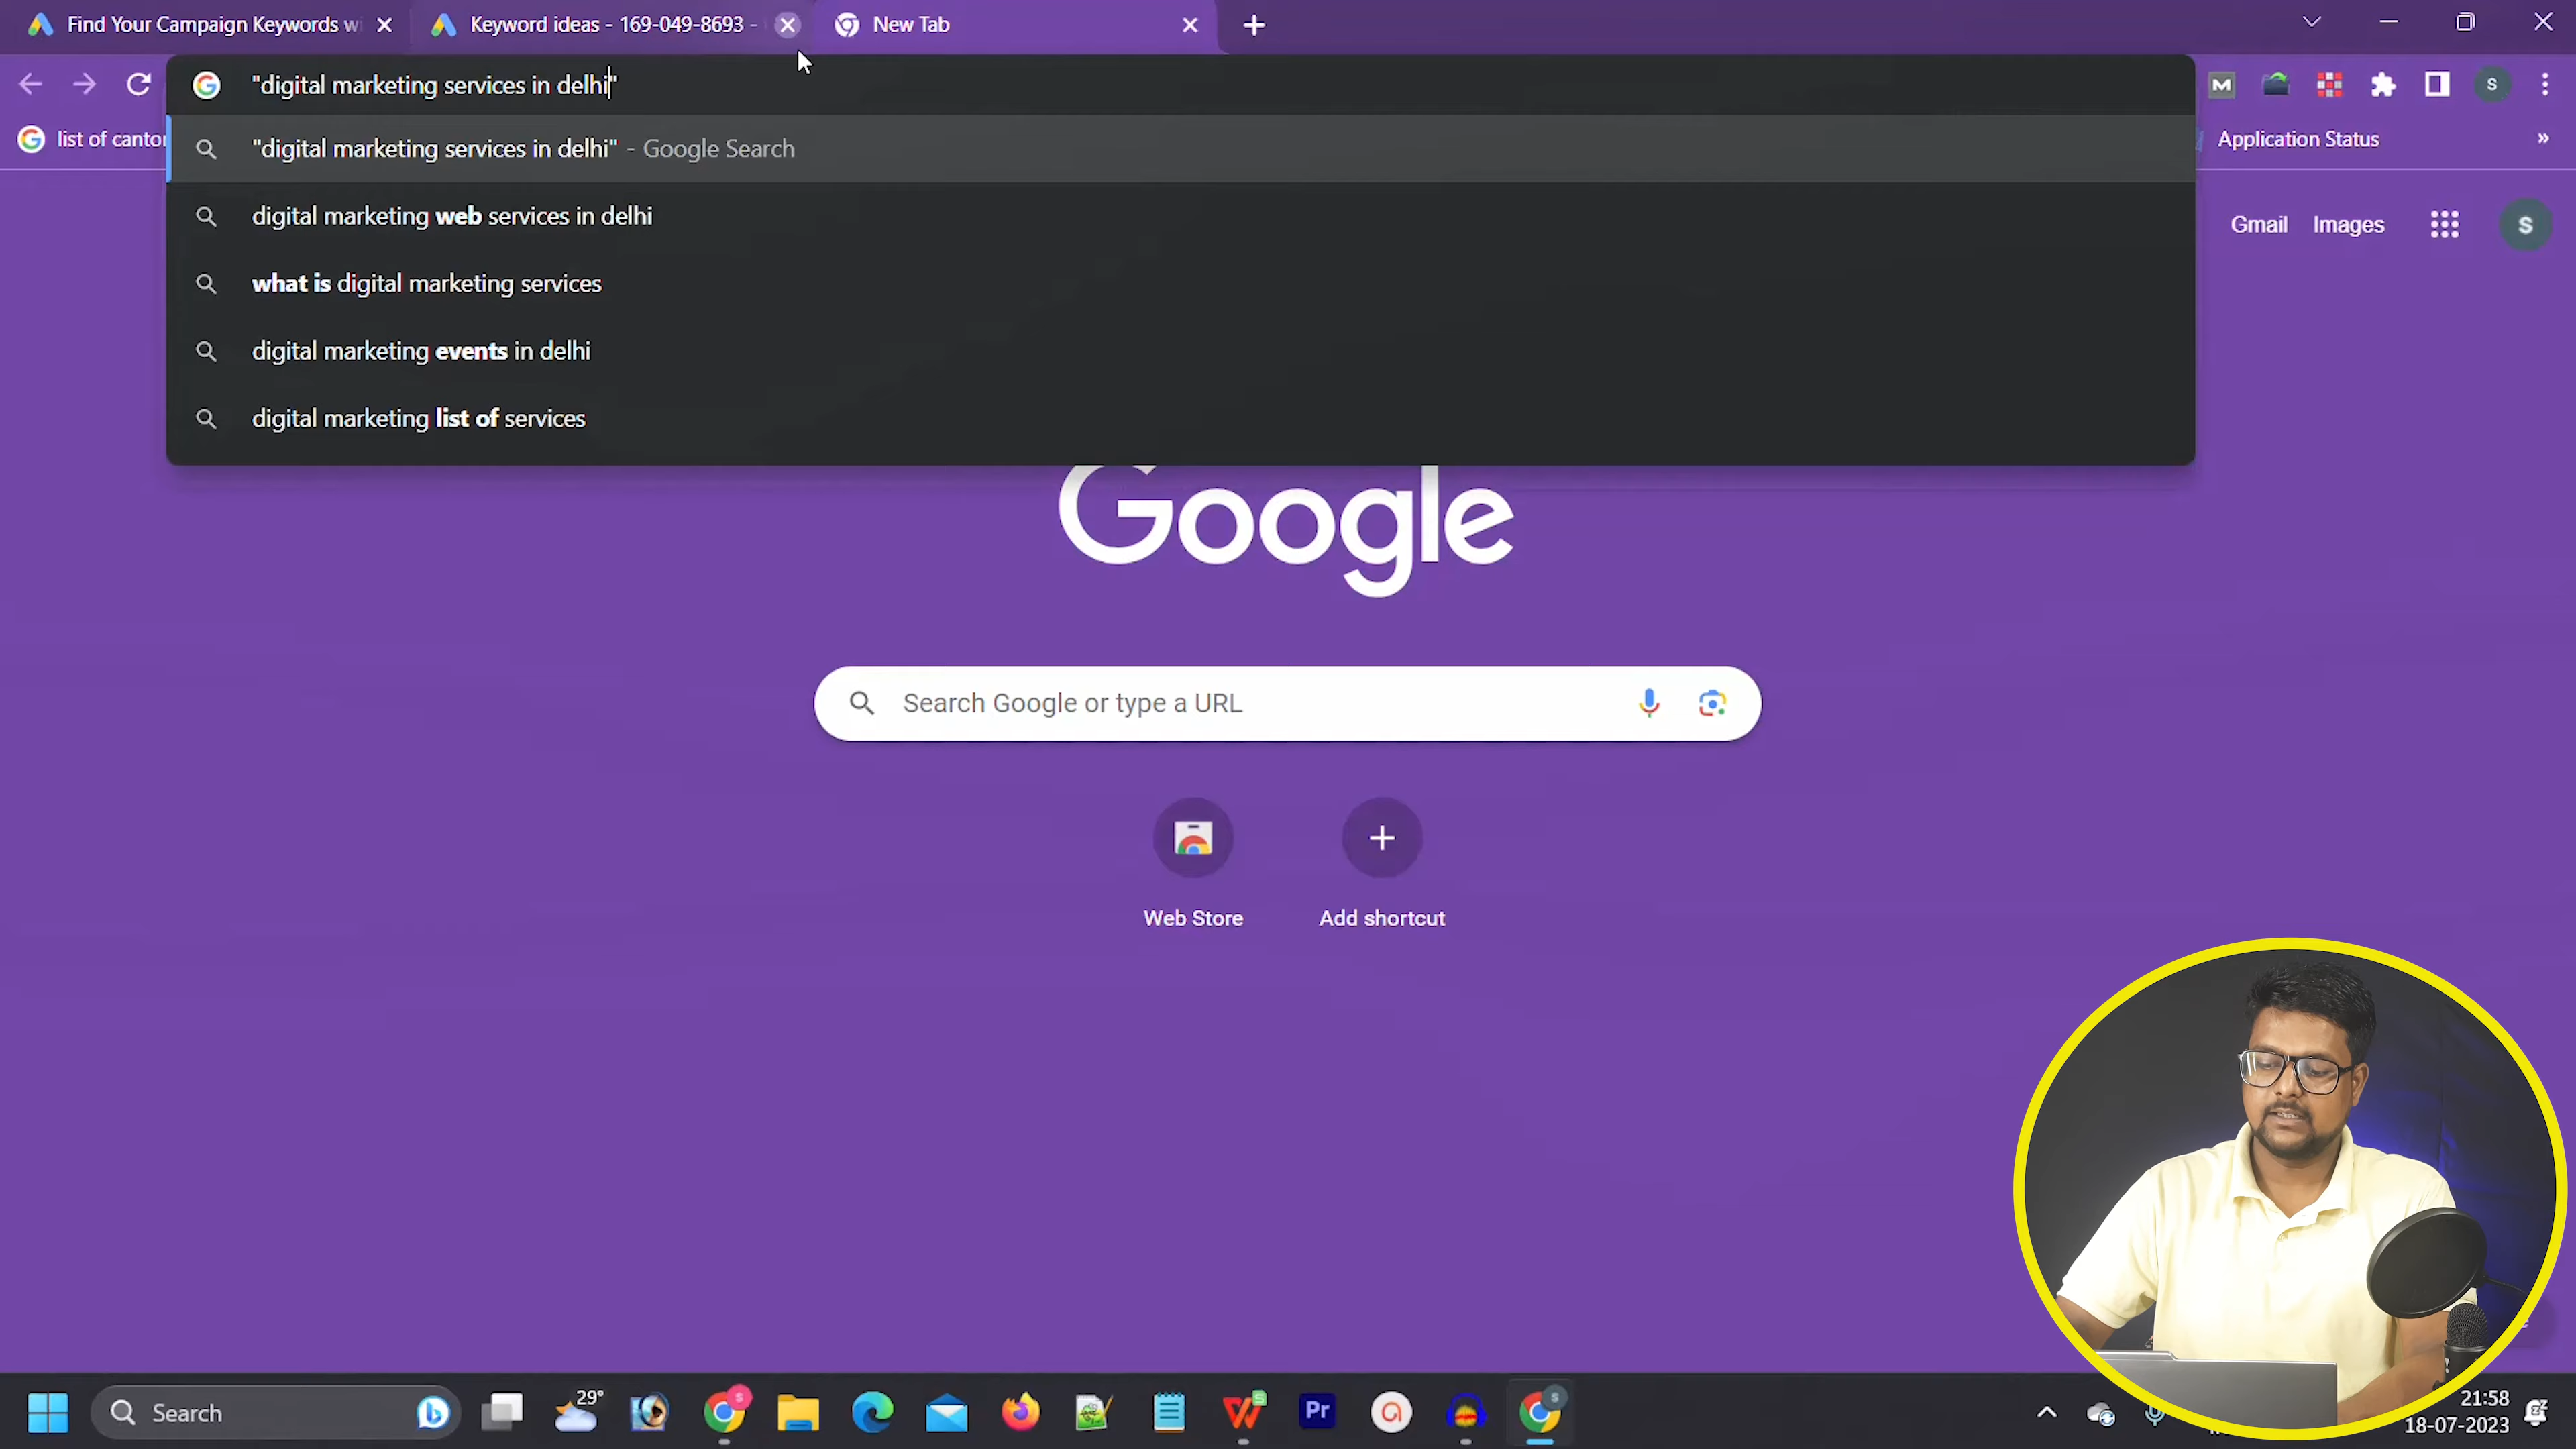 Find Your Campaign Keywords wi
Keyword ideas - 169-049-8693 -
New Tab
"digital marketing services in delhi"
M
S
list of canton
"digital marketing services in delhi" - Google Search
Application Status
»
digital marketing web services in delhi
Gmail Images
S
what is digital marketing services
digital marketing events in delhi
digital marketing list of services
Google
Search Google or type a URL
Web Store
Add shortcut
Search
29°
S
Pr
S
21:58
18-07-2023